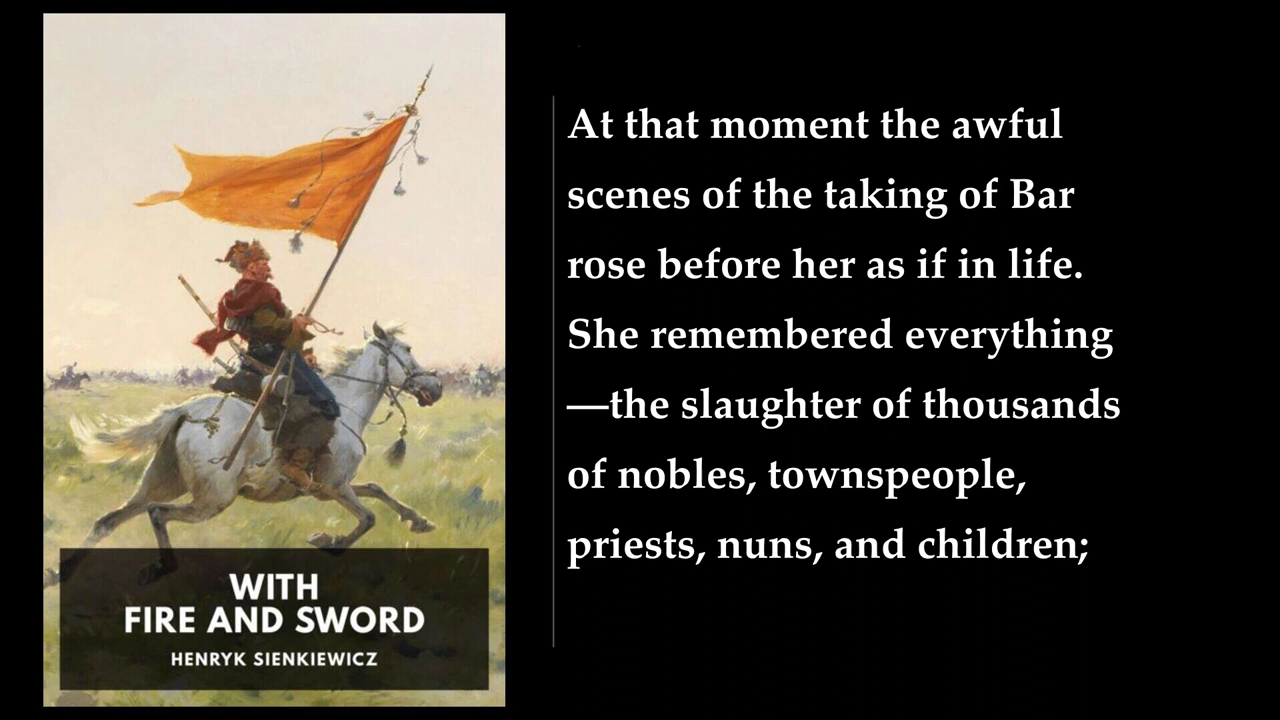 WITH
FIRE AND SWORD
HENRYK SIENKIEWICZ
At that moment the awful
scenes of the taking of Bar
rose before her as if in life.
She remembered everything
—the slaughter of thousands
of nobles, townspeople,
priests, nuns, and children;